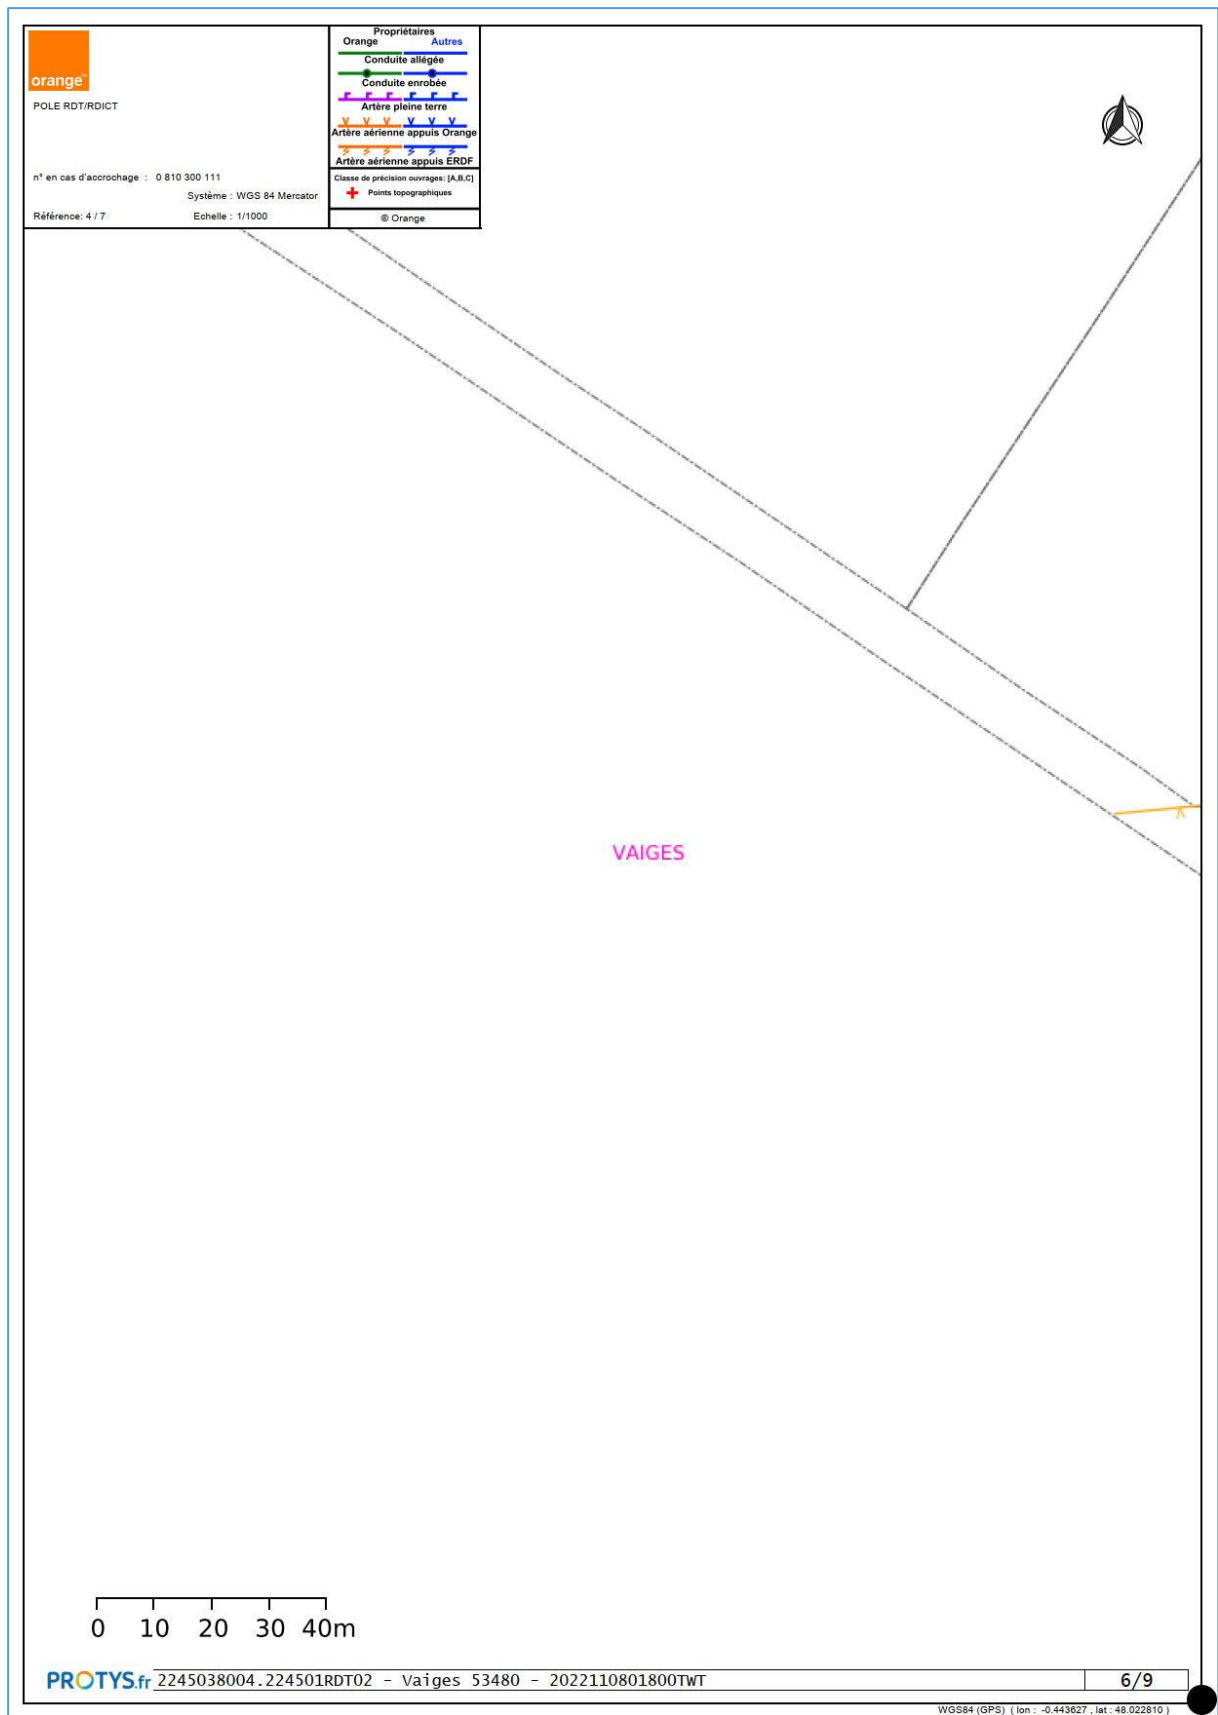 orange™
POLE RDT/RDICT
n° en cas d'accrochage : 0 810 300 111
Système : WGS 84 Mercator
Référence: 4 / 7 Echelle : 1/1000
Propriétaires
Orange Autres
Conduite allégée
Conduite enrobée
Artère pleine terre
Artère aérienne appuis Orange
Artère aérienne appuis ERDF
Classe de précision ouvrages: [A,B,C]
Points topographiques
© Orange
VAIGES
0 10 20 30 40m
PROTYS.fr 2245038004.224501RDT02 - Vaiges 53480 - 2022110801800TWT 6/9
WGS84 (GPS) ( lon : -0.443627 , lat : 48.022810 )